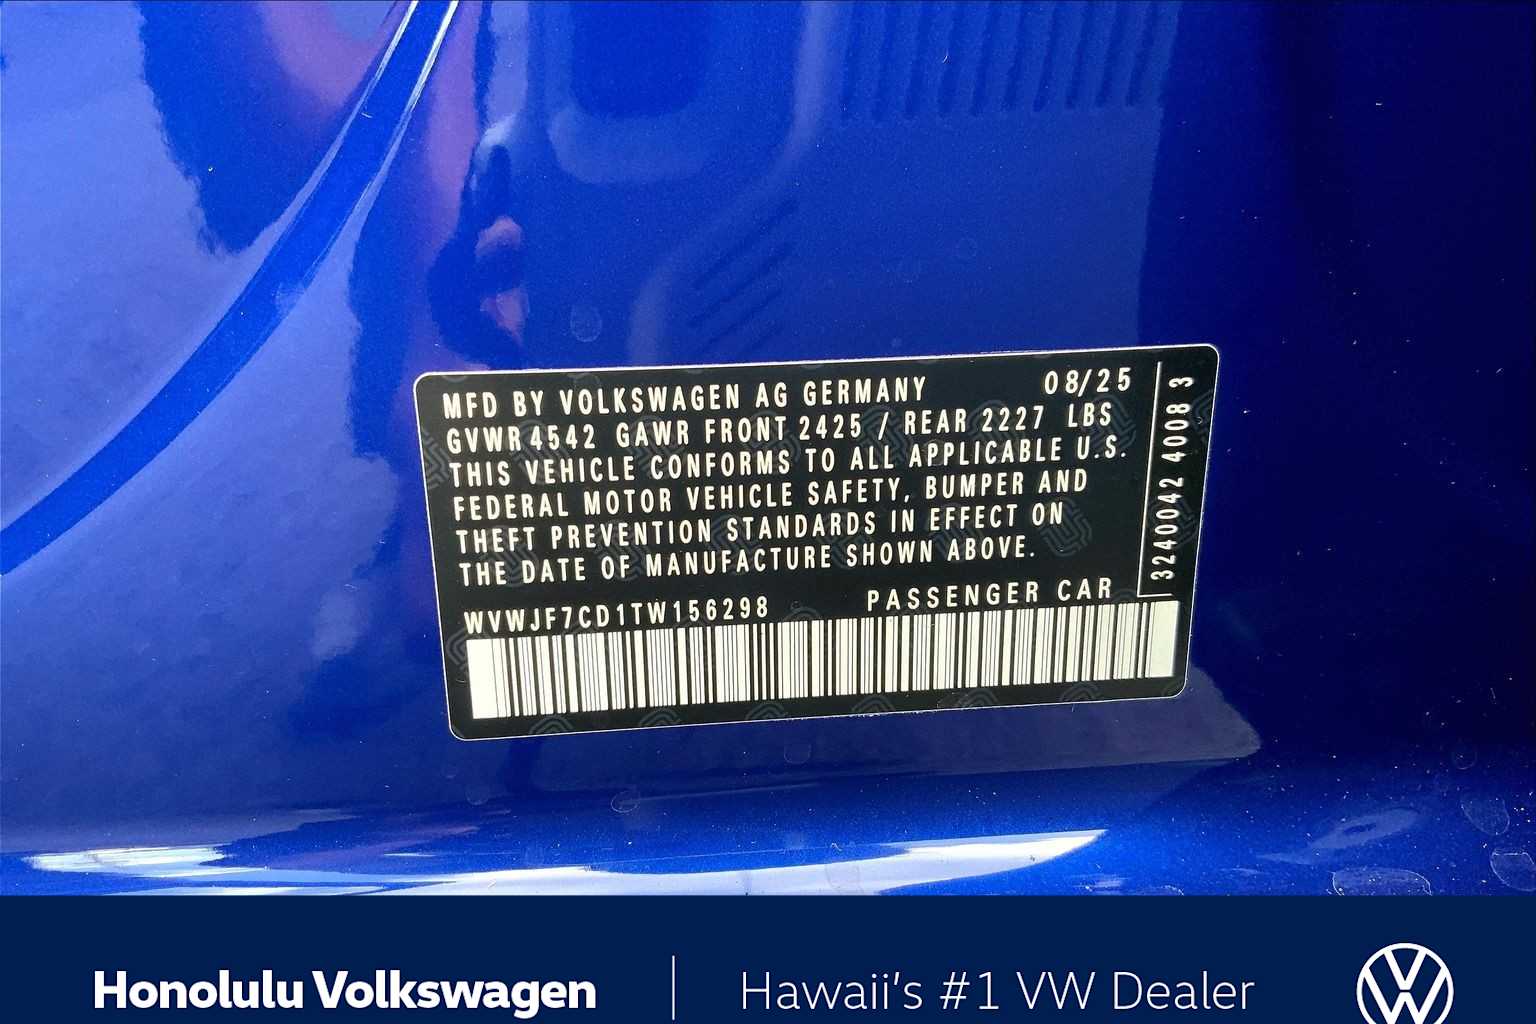 MFD BY VOLKSWAGEN AG GERMANY 08/25
GVWR 4542 GAWR FRONT 2425 / REAR 2227 LBS
THIS VEHICLE CONFORMS TO ALL APPLICABLE U.S.
FEDERAL MOTOR VEHICLE SAFETY, BUMPER AND
THEFT PREVENTION STANDARDS IN EFFECT ON
THE DATE OF MANUFACTURE SHOWN ABOVE.
WVWJF7CD1TW156298 PASSENGER CAR
3240042 4008 3
Honolulu Volkswagen | Hawaii's #1 VW Dealer